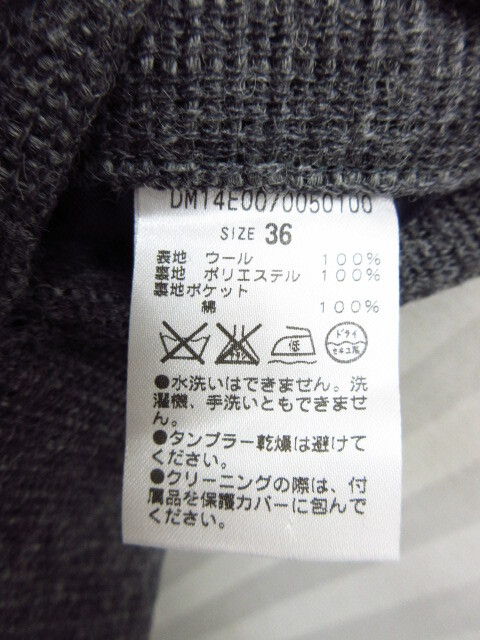 DM14E0070050100
SIZE 36
表地 ウール 100%
裏地 ポリエステル 100%
裏地ポケット
綿 100%
低
ドライ
セキユ系
●水洗いはできません。洗
濯機、手洗いともできませ
ん。
●タンブラー乾燥は避けて
ください。
●クリーニングの際は、付
属品を保護カバーに包んで
ください。